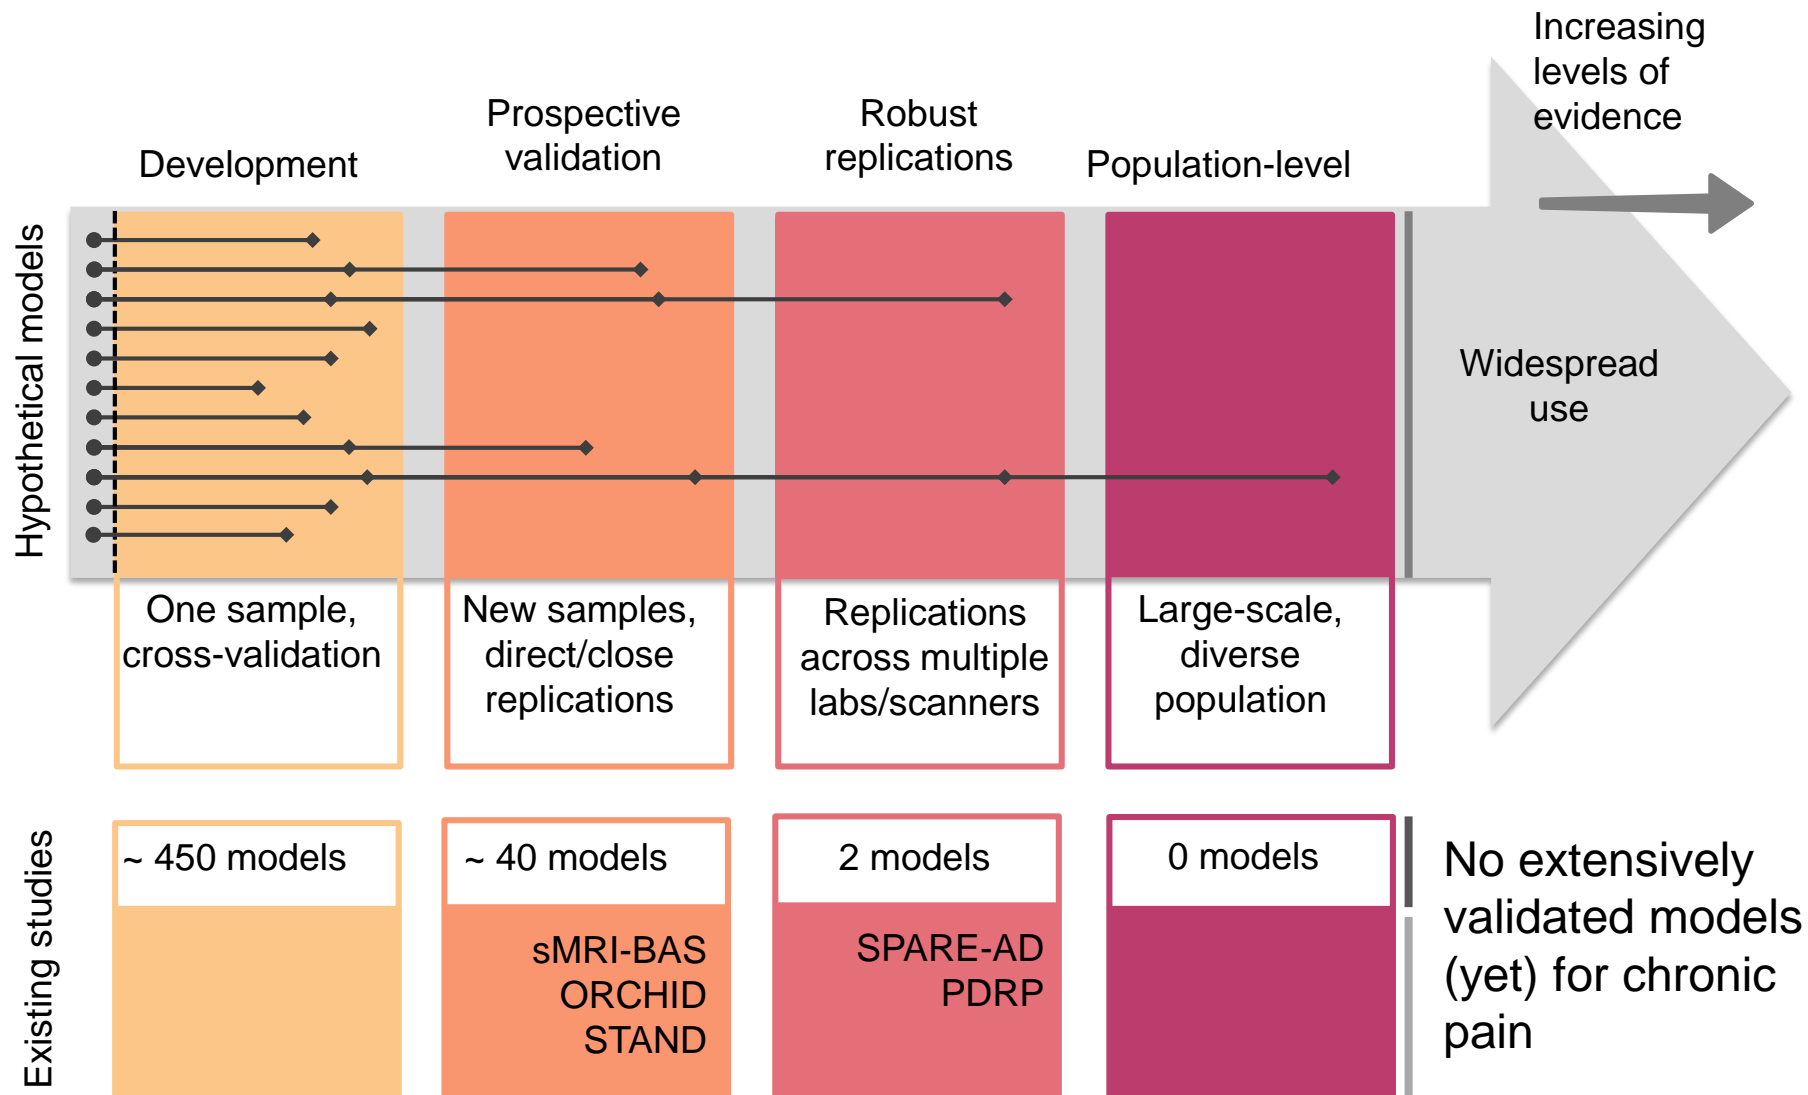 Increasing
levels of
evidence
Development
Prospective
validation
Robust
replications
Population-level
Hypothetical models
Widespread
use
One sample,
cross-validation
New samples,
direct/close
replications
Replications
across multiple
labs/scanners
Large-scale,
diverse
population
Existing studies
~ 450 models
~ 40 models
2 models
0 models
sMRI-BAS
ORCHID
STAND
SPARE-AD
PDRP
No extensively
validated models
(yet) for chronic
pain